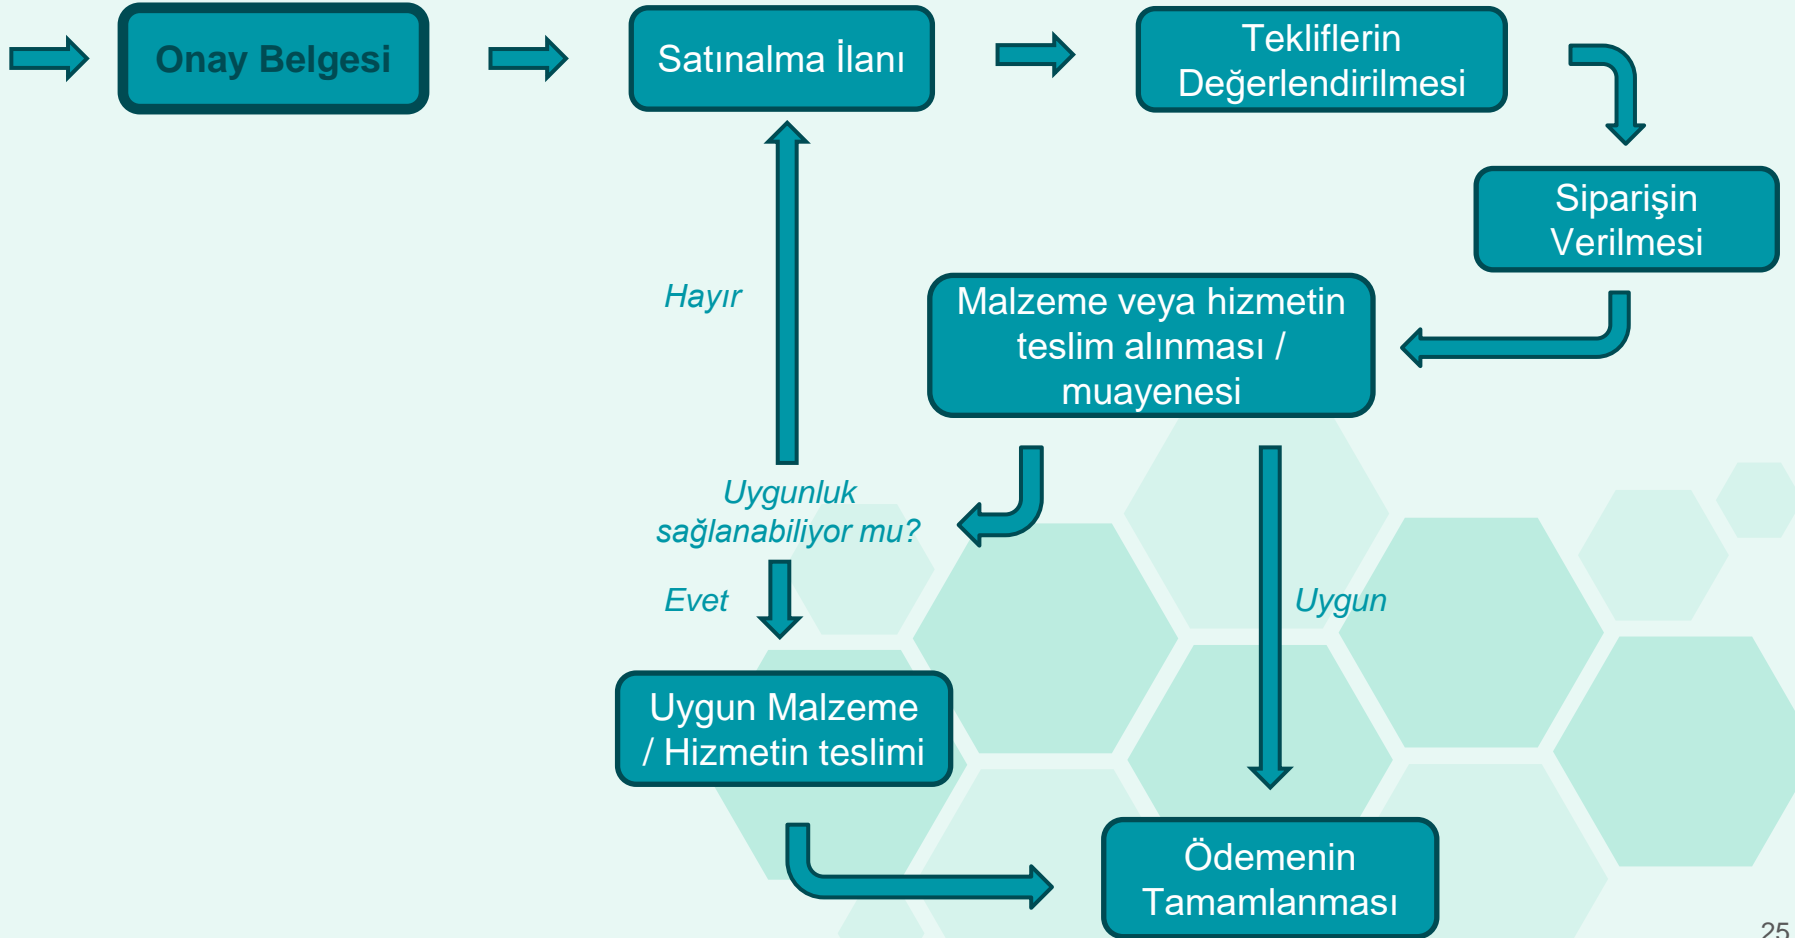 Onay Belgesi
Satınalma İlanı
Tekliflerin
Değerlendirilmesi
Siparişin
Verilmesi
Malzeme veya hizmetin
teslim alınması /
muayenesi
Hayır
Uygunluk
sağlanabiliyor mu?
Evet
Uygun
Uygun Malzeme
/ Hizmetin teslimi
Ödemenin
Tamamlanması
25